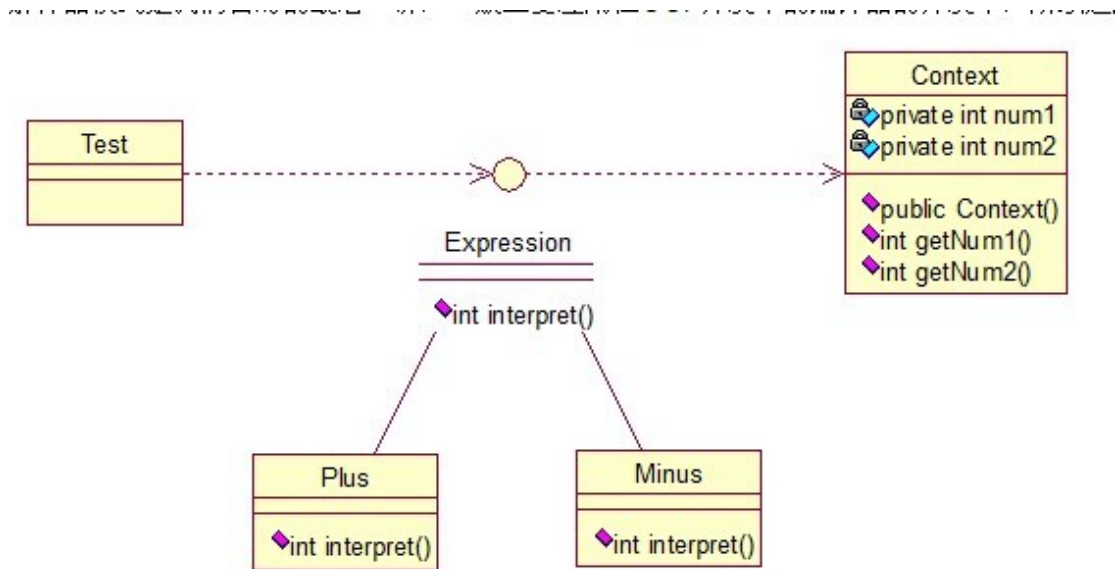 Context
private int num1
private int num2
public Context()
int getNum1()
int getNum2()
Test
Expression
int interpret()
Plus
int interpret()
Minus
int interpret()